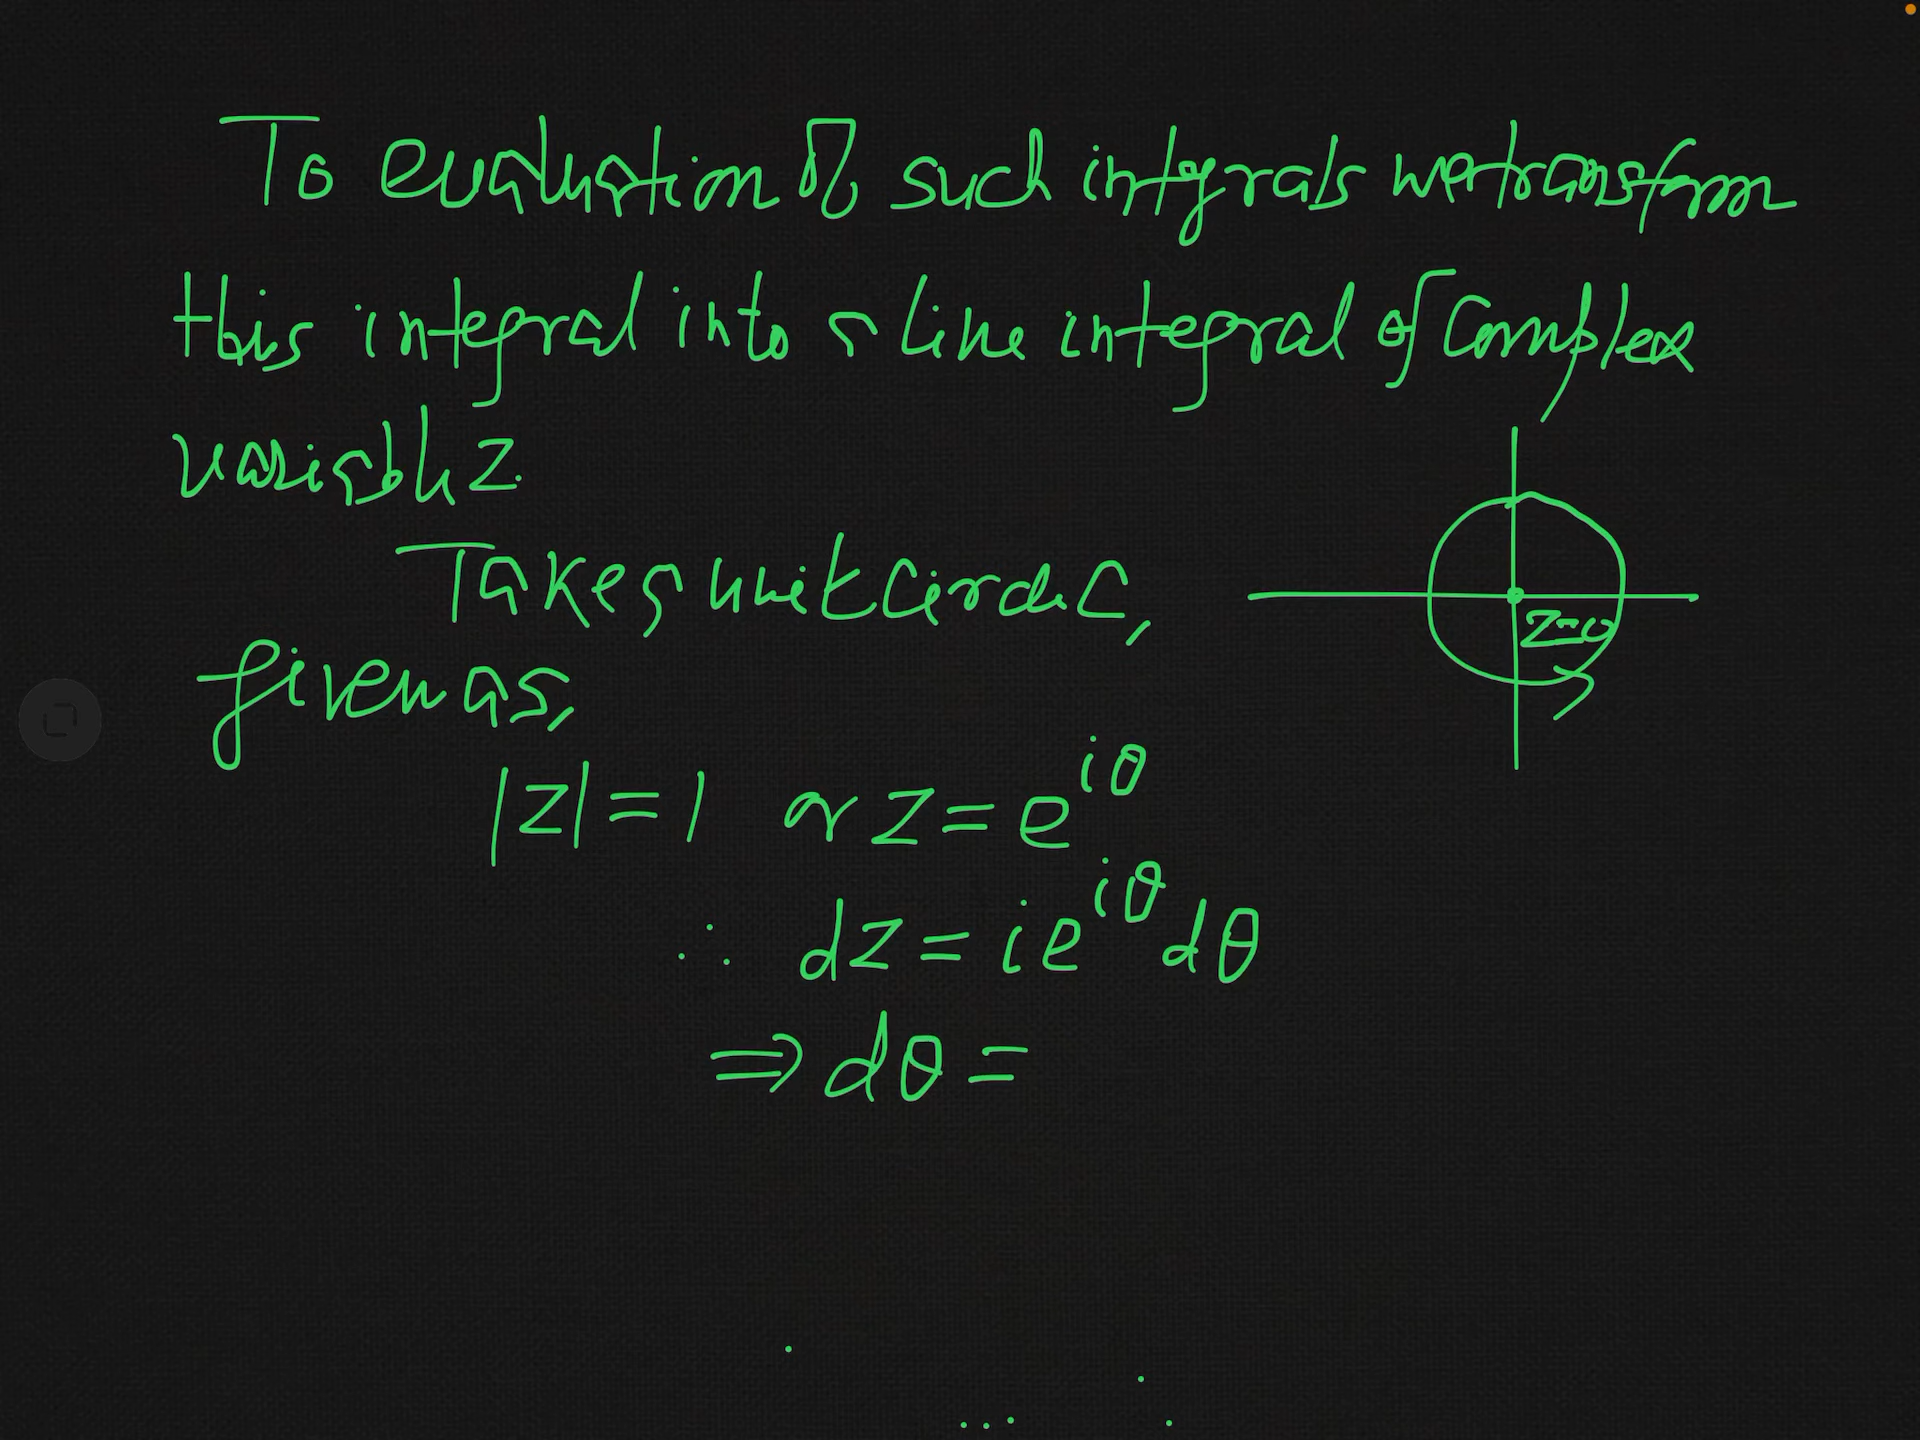 To evaluation of such integrals we transform
this integral into a line integral of Complex
variable z.
Take a unit Circle C,
given as,
z=0
|z| = 1 or z = e^{iθ}
∴ dz = ie^{iθ} dθ
⇒ dθ =